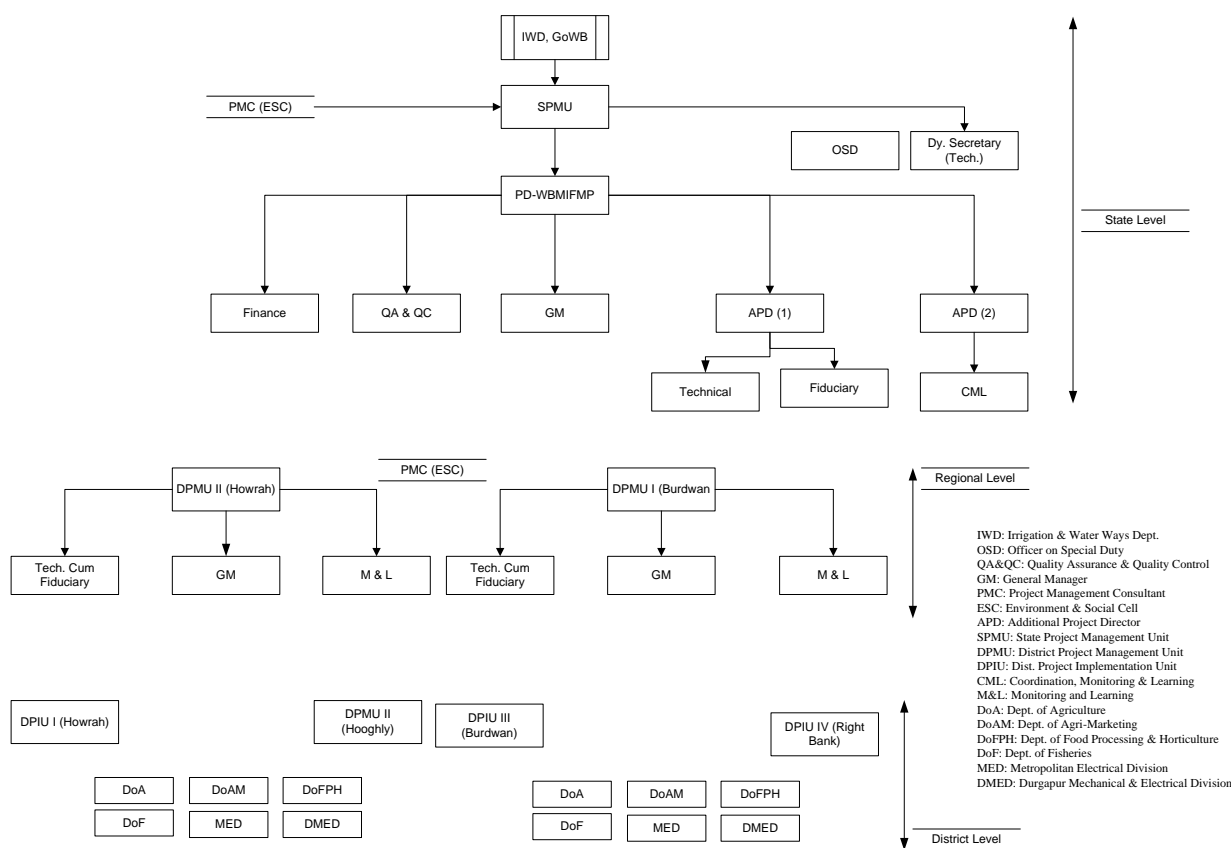 IWD, GoWB
PMC (ESC)
SPMU
OSD
Dy. Secretary
(Tech.)
PD-WBMIFMP
State Level
Finance
QA & QC
GM
APD (1)
APD (2)
Technical
Fiduciary
CML
DPMU II (Howrah)
PMC (ESC)
DPMU I (Burdwan
Regional Level
Tech. Cum
Fiduciary
GM
M & L
Tech. Cum
Fiduciary
GM
M & L
IWD: Irrigation & Water Ways Dept.
OSD: Officer on Special Duty
QA&QC: Quality Assurance & Quality Control
GM: General Manager
PMC: Project Management Consultant
ESC: Environment & Social Cell
APD: Additional Project Director
SPMU: State Project Management Unit
DPMU: District Project Management Unit
DPIU: Dist. Project Implementation Unit
CML: Coordination, Monitoring & Learning
M&L: Monitoring and Learning
DoA: Dept. of Agriculture
DoAM: Dept. of Agri-Marketing
DoFPH: Dept. of Food Processing & Horticulture
DoF: Dept. of Fisheries
MED: Metropolitan Electrical Division
DMED: Durgapur Mechanical & Electrical Division
DPIU I (Howrah)
DPMU II
(Hooghly)
DPIU III
(Burdwan)
DPIU IV (Right
Bank)
DoA
DoAM
DoFPH
DoF
MED
DMED
DoA
DoAM
DoFPH
DoF
MED
DMED
District Level